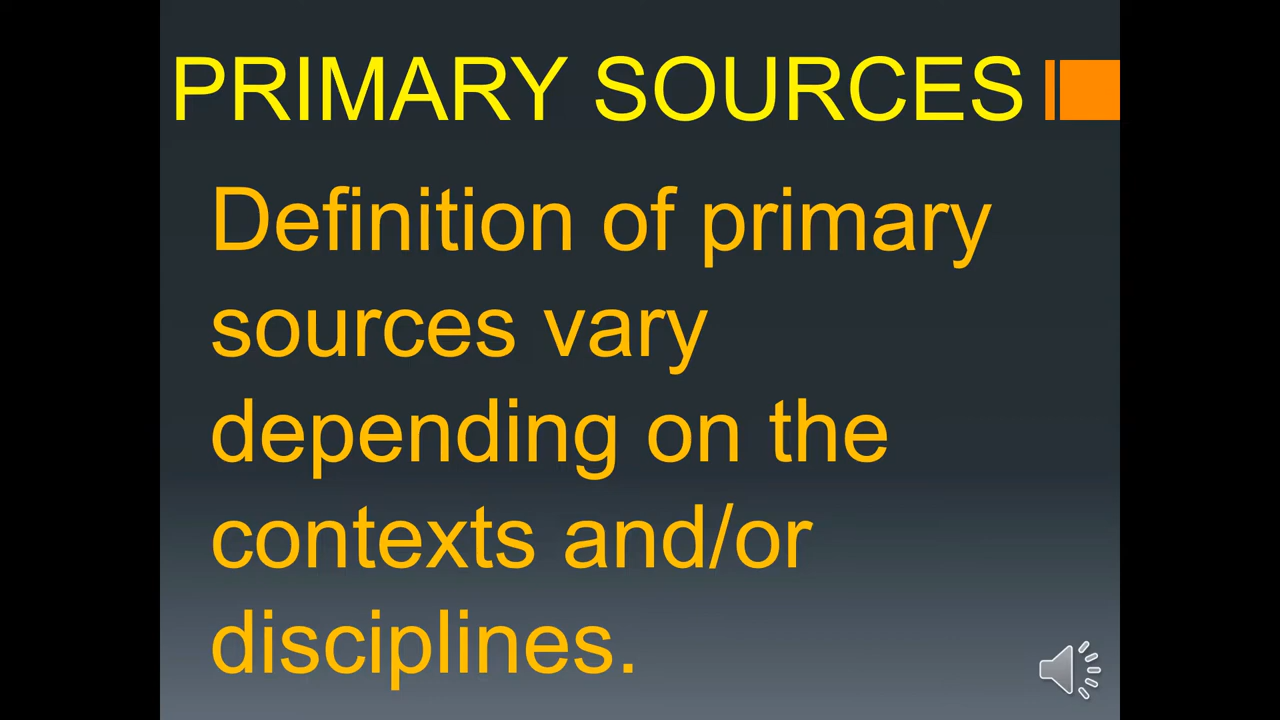 PRIMARY SOURCES
Definition of primary
sources vary
depending on the
contexts and/or
disciplines.